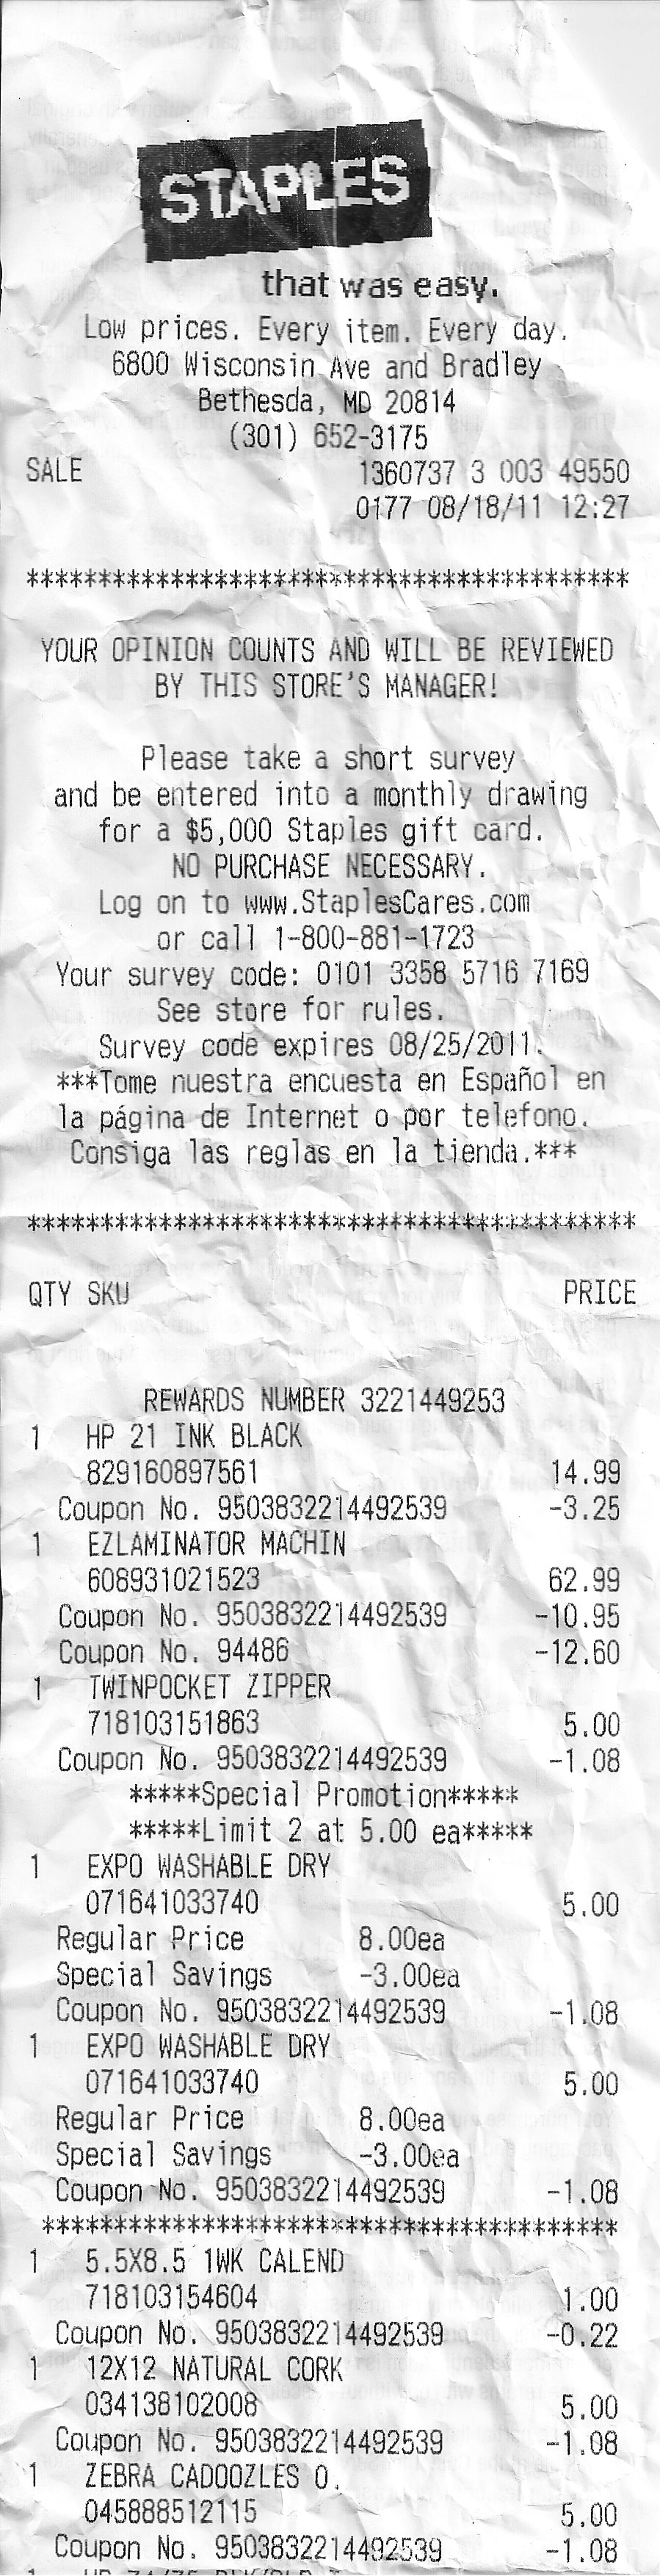 STAPLES
that was easy.
Low prices. Every item. Every day.
6800 Wisconsin Ave and Bradley
Bethesda, MD 20814
(301) 652-3175
SALE 1360737 3 003 49550
0177 08/18/11 12:27
******************************************
YOUR OPINION COUNTS AND WILL BE REVIEWED
BY THIS STORE'S MANAGER!
Please take a short survey
and be entered into a monthly drawing
for a $5,000 Staples gift card.
NO PURCHASE NECESSARY.
Log on to www.StaplesCares.com
or call 1-800-881-1723
Your survey code: 0101 3358 5716 7169
See store for rules.
Survey code expires 08/25/2011.
***Tome nuestra encuesta en Español en
la página de Internet o por telefono.
Consiga las reglas en la tienda.***
******************************************
QTY SKU PRICE
REWARDS NUMBER 3221449253
1 HP 21 INK BLACK
829160897561 14.99
Coupon No. 9503832214492539 -3.25
1 EZLAMINATOR MACHIN
608931021523 62.99
Coupon No. 9503832214492539 -10.95
Coupon No. 94486 -12.60
1 TWINPOCKET ZIPPER
718103151863 5.00
Coupon No. 9503832214492539 -1.08
*****Special Promotion*****
*****Limit 2 at 5.00 ea*****
1 EXPO WASHABLE DRY
071641033740 5.00
Regular Price 8.00ea
Special Savings -3.00ea
Coupon No. 9503832214492539 -1.08
1 EXPO WASHABLE DRY
071641033740 5.00
Regular Price 8.00ea
Special Savings -3.00ea
Coupon No. 9503832214492539 -1.08
****************************************
1 5.5X8.5 1WK CALEND
718103154604 1.00
Coupon No. 9503832214492539 -0.22
1 12X12 NATURAL CORK
034138102008 5.00
Coupon No. 9503832214492539 -1.08
1 ZEBRA CADOOZLES 0.
045888512115 5.00
Coupon No. 9503832214492539 -1.08